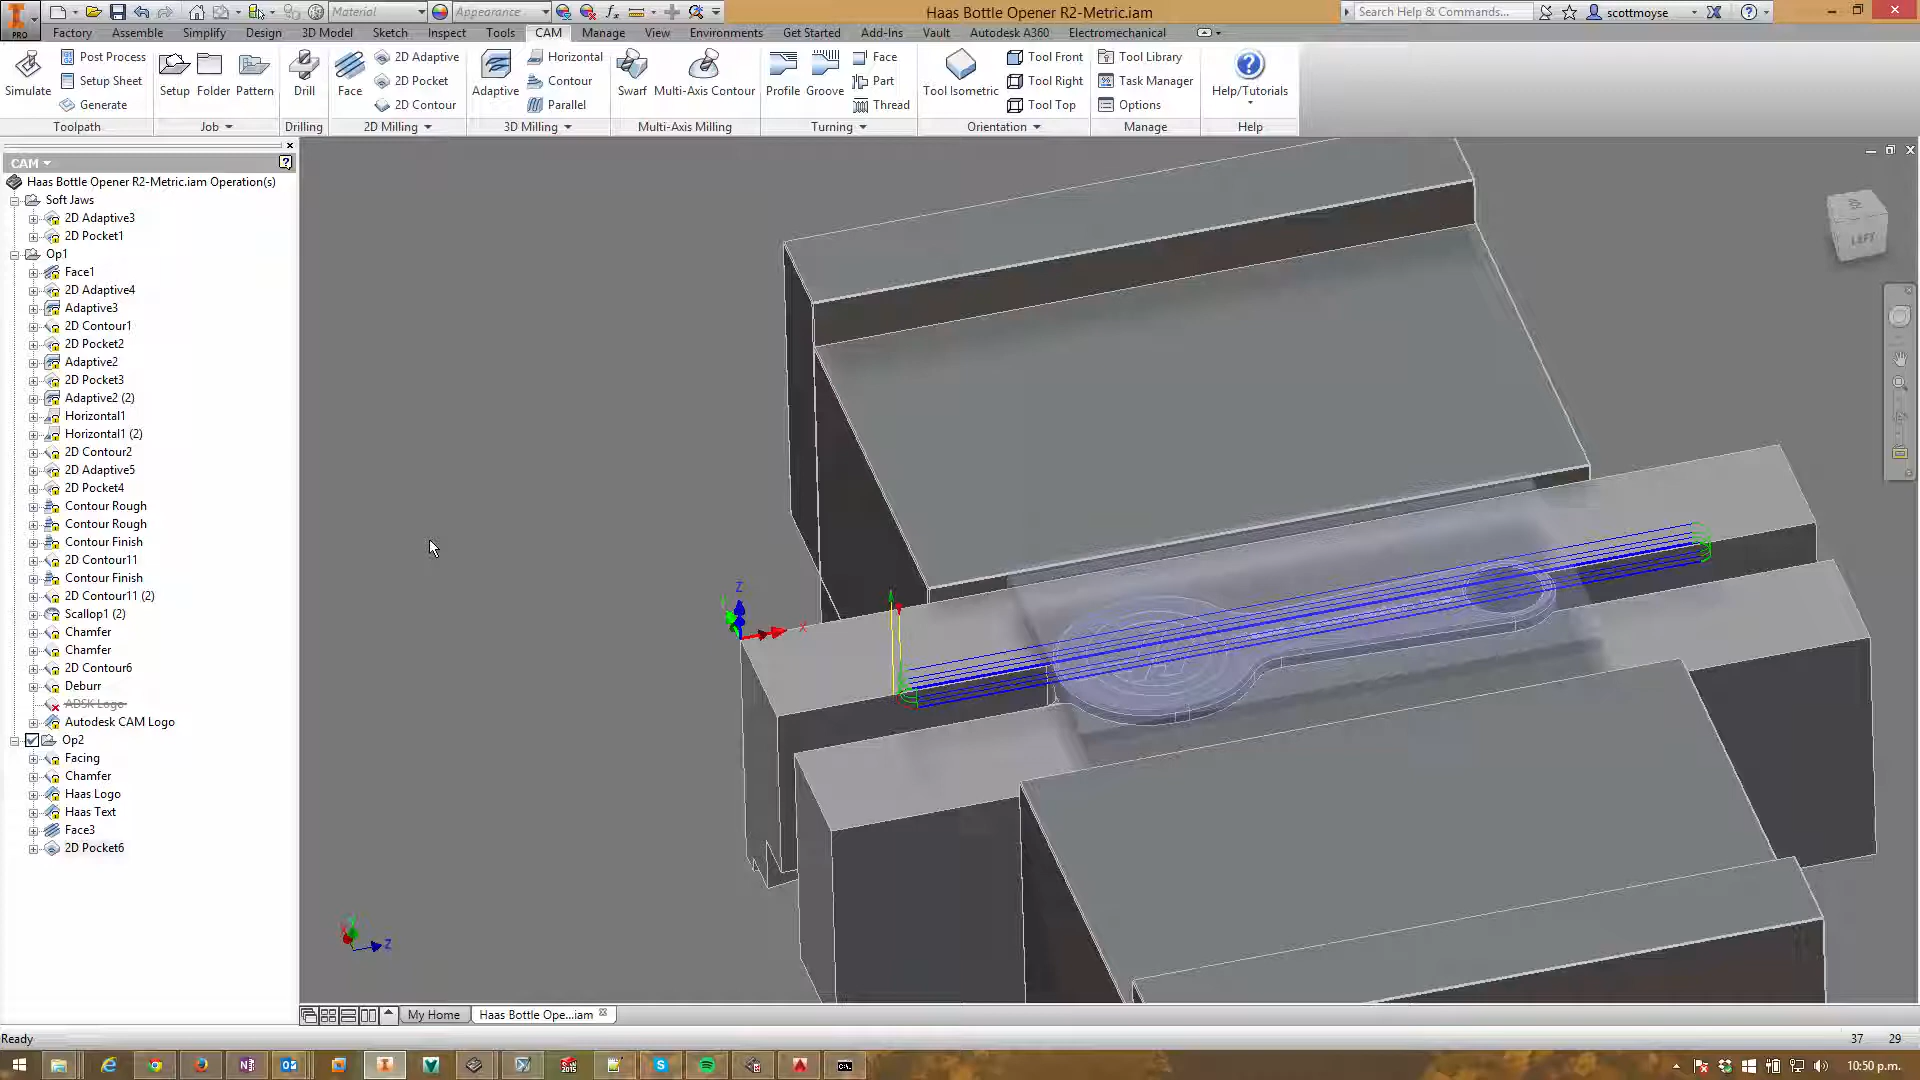 PRO
Material
Appearance
Haas Bottle Opener R2-Metric.iam
Search Help & Commands...
scottmoyse
Factory Assemble Simplify Design 3D Model Sketch Inspect Tools CAM Manage View Environments Get Started Add-Ins Vault Autodesk A360 Electromechanical
Simulate
Post Process
Setup Sheet
Generate
Toolpath
Setup
Folder
Pattern
Job
Drill
Drilling
Face
2D Adaptive
2D Pocket
2D Contour
2D Milling
Adaptive
Horizontal
Contour
Parallel
3D Milling
Swarf
Multi-Axis Contour
Multi-Axis Milling
Profile
Groove
Face
Part
Thread
Turning
Tool Isometric
Tool Front
Tool Right
Tool Top
Orientation
Tool Library
Task Manager
Options
Manage
Help/Tutorials
Help
CAM
Haas Bottle Opener R2-Metric.iam Operation(s)
Soft Jaws
2D Adaptive3
2D Pocket1
Op1
Face1
2D Adaptive4
Adaptive3
2D Contour1
2D Pocket2
Adaptive2
2D Pocket3
Adaptive2 (2)
Horizontal1
Horizontal1 (2)
2D Contour2
2D Adaptive5
2D Pocket4
Contour Rough
Contour Rough
Contour Finish
2D Contour11
Contour Finish
2D Contour11 (2)
Scallop1 (2)
Chamfer
Chamfer
2D Contour6
Deburr
ADSK Logo
Autodesk CAM Logo
Op2
Facing
Chamfer
Haas Logo
Haas Text
Face3
2D Pocket6
LEFT
Z
X
Z
My Home
Haas Bottle Ope...iam
Ready
37 29
10:50 p.m.